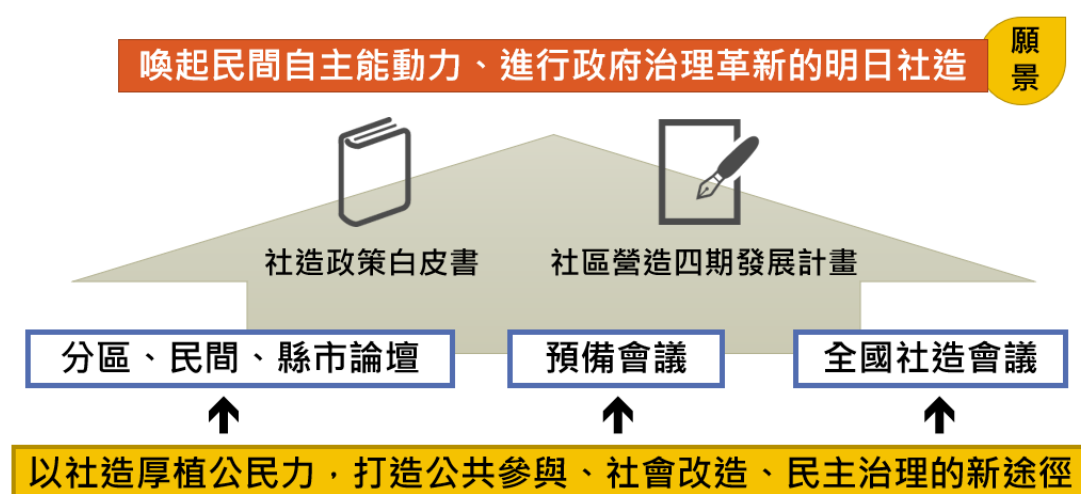 願景
喚起民間自主能動力、進行政府治理革新的明日社造
社造政策白皮書
社區營造四期發展計畫
分區、民間、縣市論壇
預備會議
全國社造會議
以社造厚植公民力，打造公共參與、社會改造、民主治理的新途徑